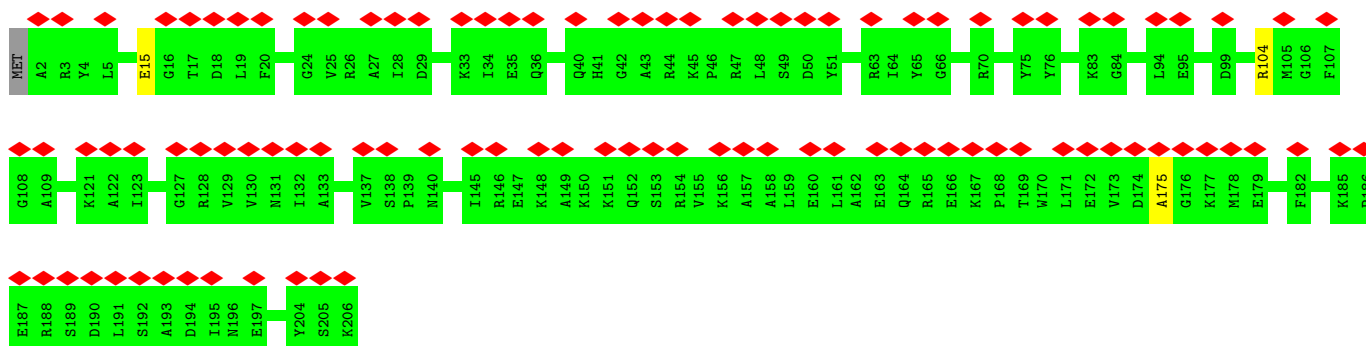 MET A2 R3 Y4 L5 E15 G16 T17 D18 L19 F20 G24 V25 R26 A27 I28 D29 K33 I34 E35 Q36 Q40 H41 G42 A43 R44 K45 P46 R47 L48 S49 D50 Y51 R63 I64 Y65 G66 R70 Y75 Y76 K83 G84 L94 E95 D99 R104 M105 G106 F107
G108 A109 K121 A122 I123 G127 R128 V129 V130 N131 I132 A133 V137 S138 P139 N140 I145 R146 E147 K148 A149 K150 K151 Q152 S153 R154 V155 K156 A157 A158 L159 E160 L161 A162 E163 Q164 R165 E166 K167 P168 T169 W170 L171 E172 V173 D174 A175 G176 K177 M178 E179 F182 K185
E187 R188 S189 D190 L191 S192 A193 D194 I195 N196 E197 Y204 S205 K206